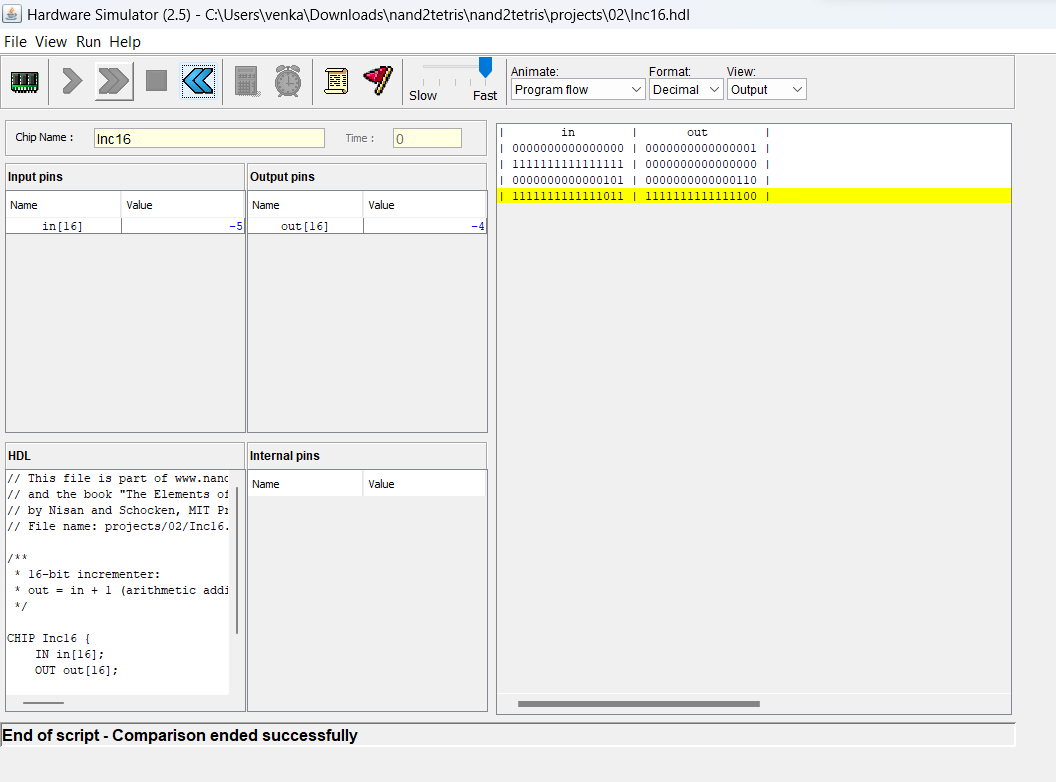 Hardware Simulator (2.5) - C:\Users\venka\Downloads\nand2tetris\nand2tetris\projects\02\Inc16.hdl
File View Run Help
Slow Fast
Animate: Format: View:
Program flow Decimal Output
Chip Name : Inc16 Time : 0
Input pins
Name Value
in[16] -5
Output pins
Name Value
out[16] -4
HDL
// This file is part of www.nand
// and the book "The Elements of
// by Nisan and Schocken, MIT Pr
// File name: projects/02/Inc16.
/**
* 16-bit incrementer:
* out = in + 1 (arithmetic addi
*/
CHIP Inc16 {
IN in[16];
OUT out[16];
Internal pins
Name Value
| in | out |
| 0000000000000000 | 0000000000000001 |
| 1111111111111111 | 0000000000000000 |
| 0000000000000101 | 0000000000000110 |
| 1111111111111011 | 1111111111111100 |
End of script - Comparison ended successfully